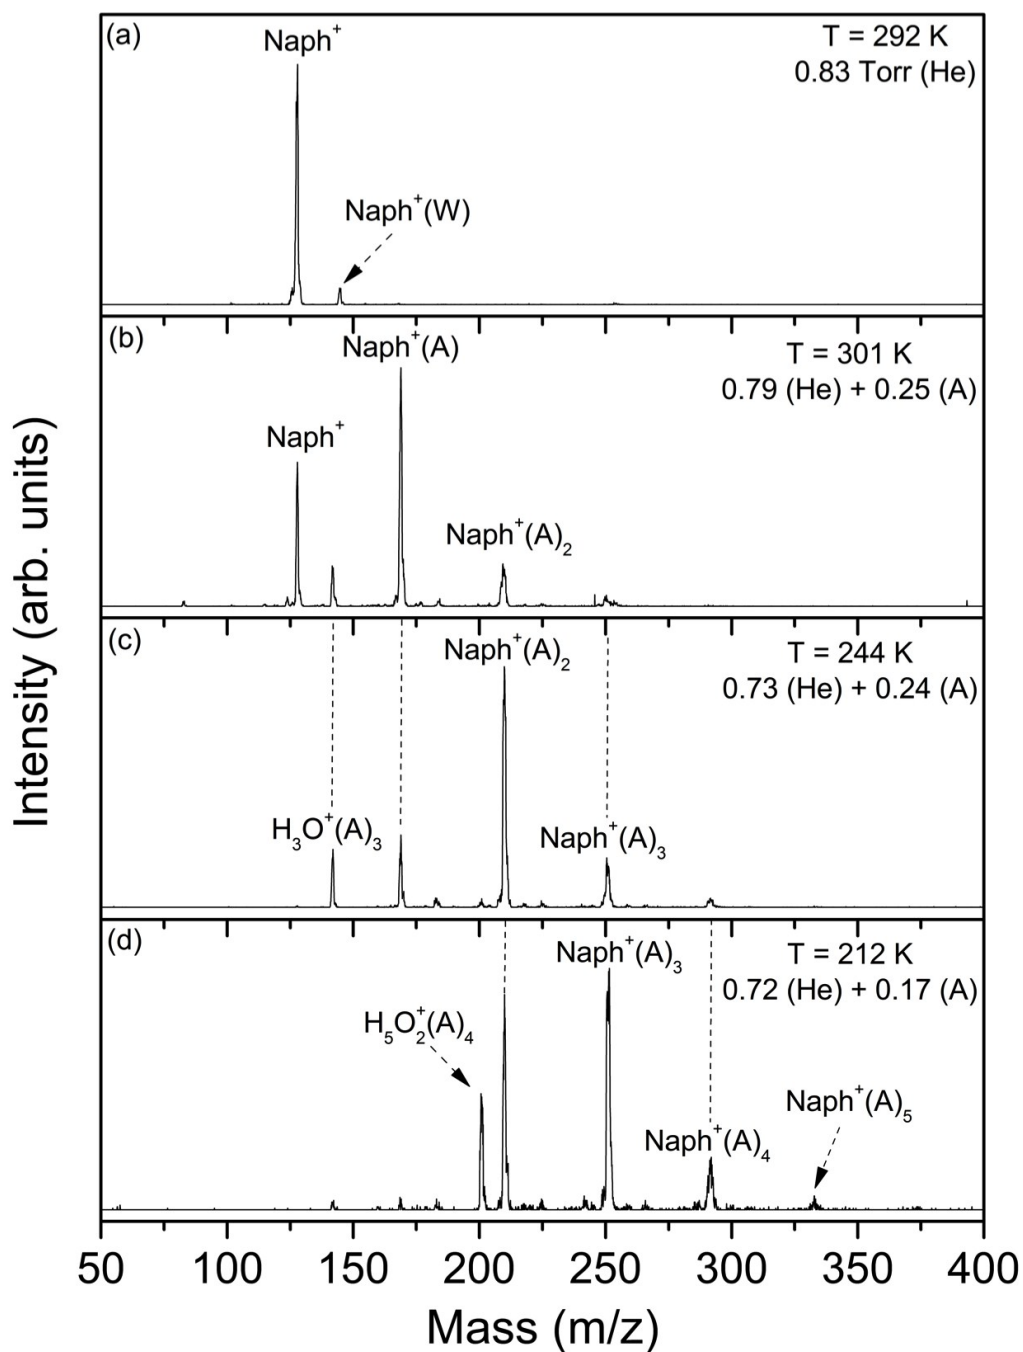 (a)
Naph⁺
T = 292 K
0.83 Torr (He)
Naph⁺(W)
(b)
Naph⁺(A)
T = 301 K
0.79 (He) + 0.25 (A)
Naph⁺
Naph⁺(A)₂
(c)
Naph⁺(A)₂
T = 244 K
0.73 (He) + 0.24 (A)
H₃O⁺(A)₃
Naph⁺(A)₃
(d)
Naph⁺(A)₃
T = 212 K
0.72 (He) + 0.17 (A)
H₅O₂⁺(A)₄
Naph⁺(A)₅
Naph⁺(A)₄
Intensity (arb. units)
50 100 150 200 250 300 350 400
Mass (m/z)